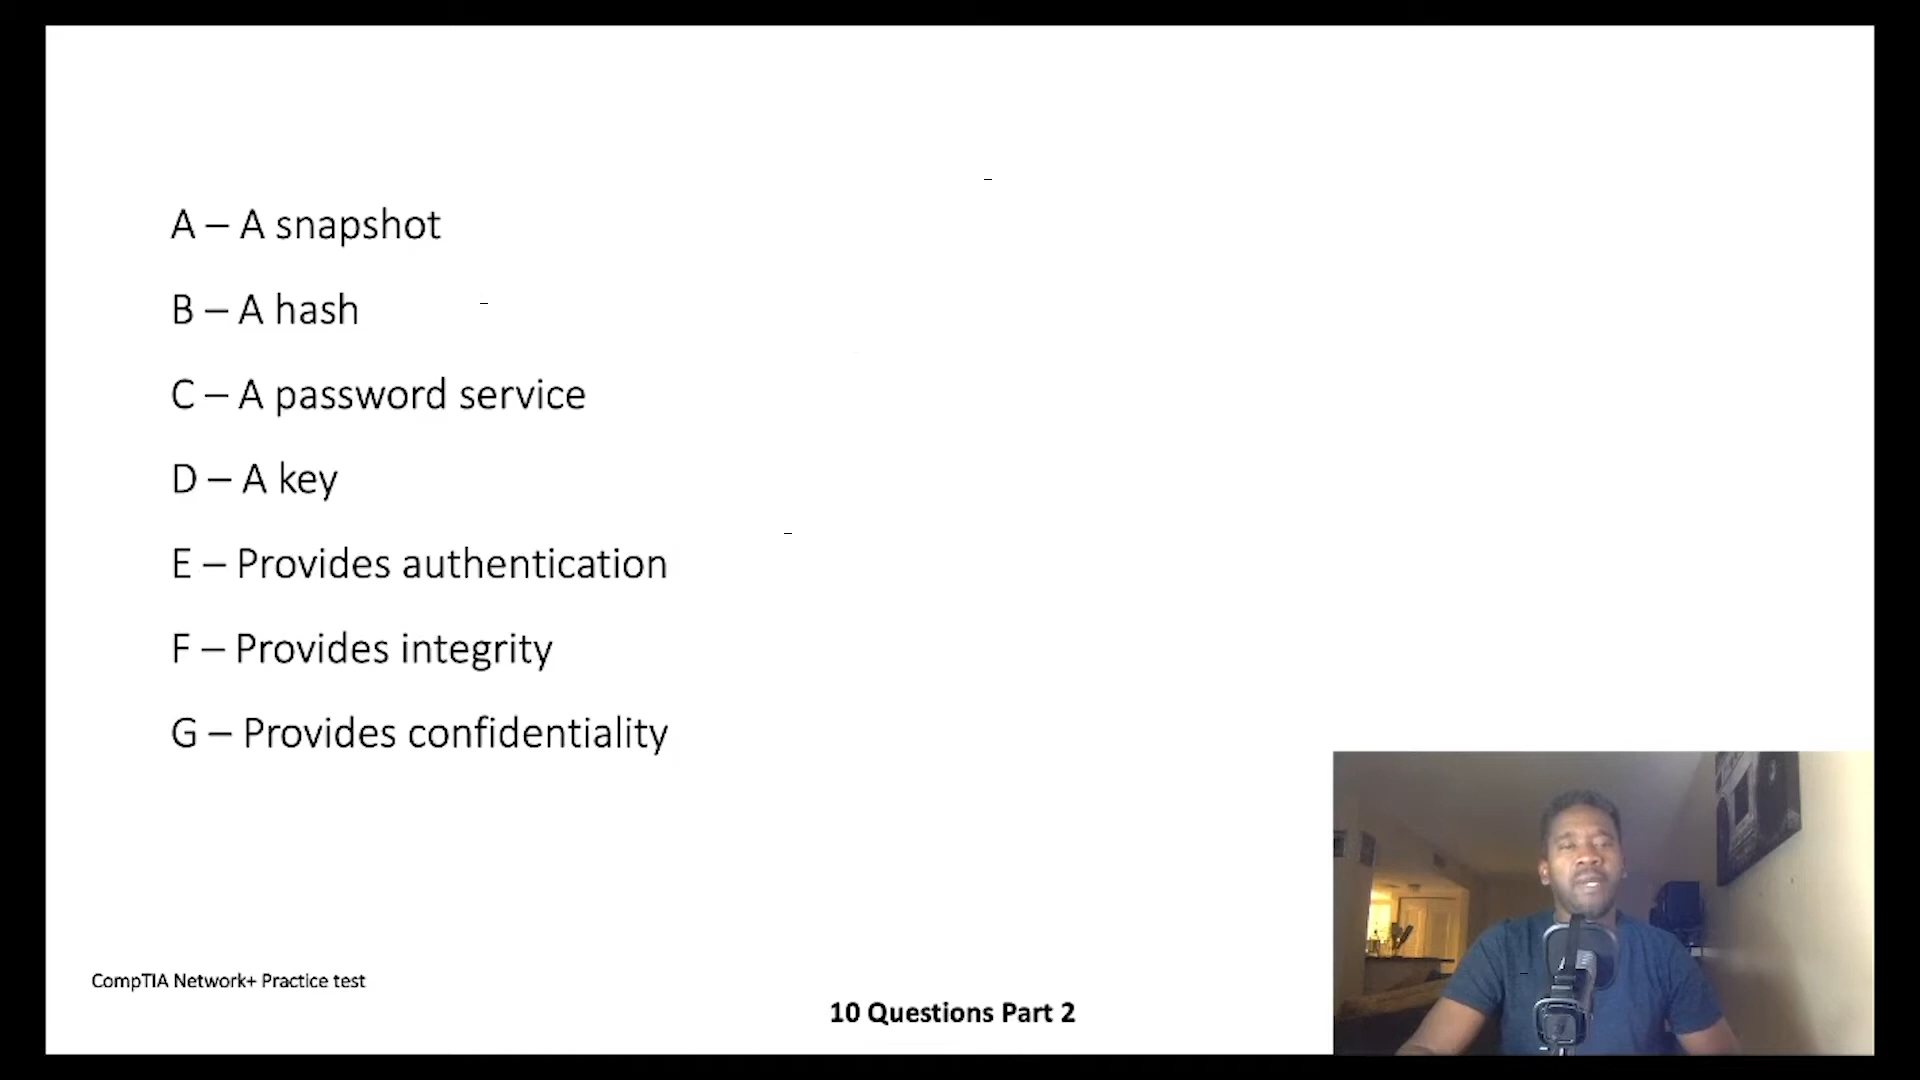 A – A snapshot
B – A hash
C – A password service
D – A key
E – Provides authentication
F – Provides integrity
G – Provides confidentiality
CompTIA Network+ Practice test
10 Questions Part 2